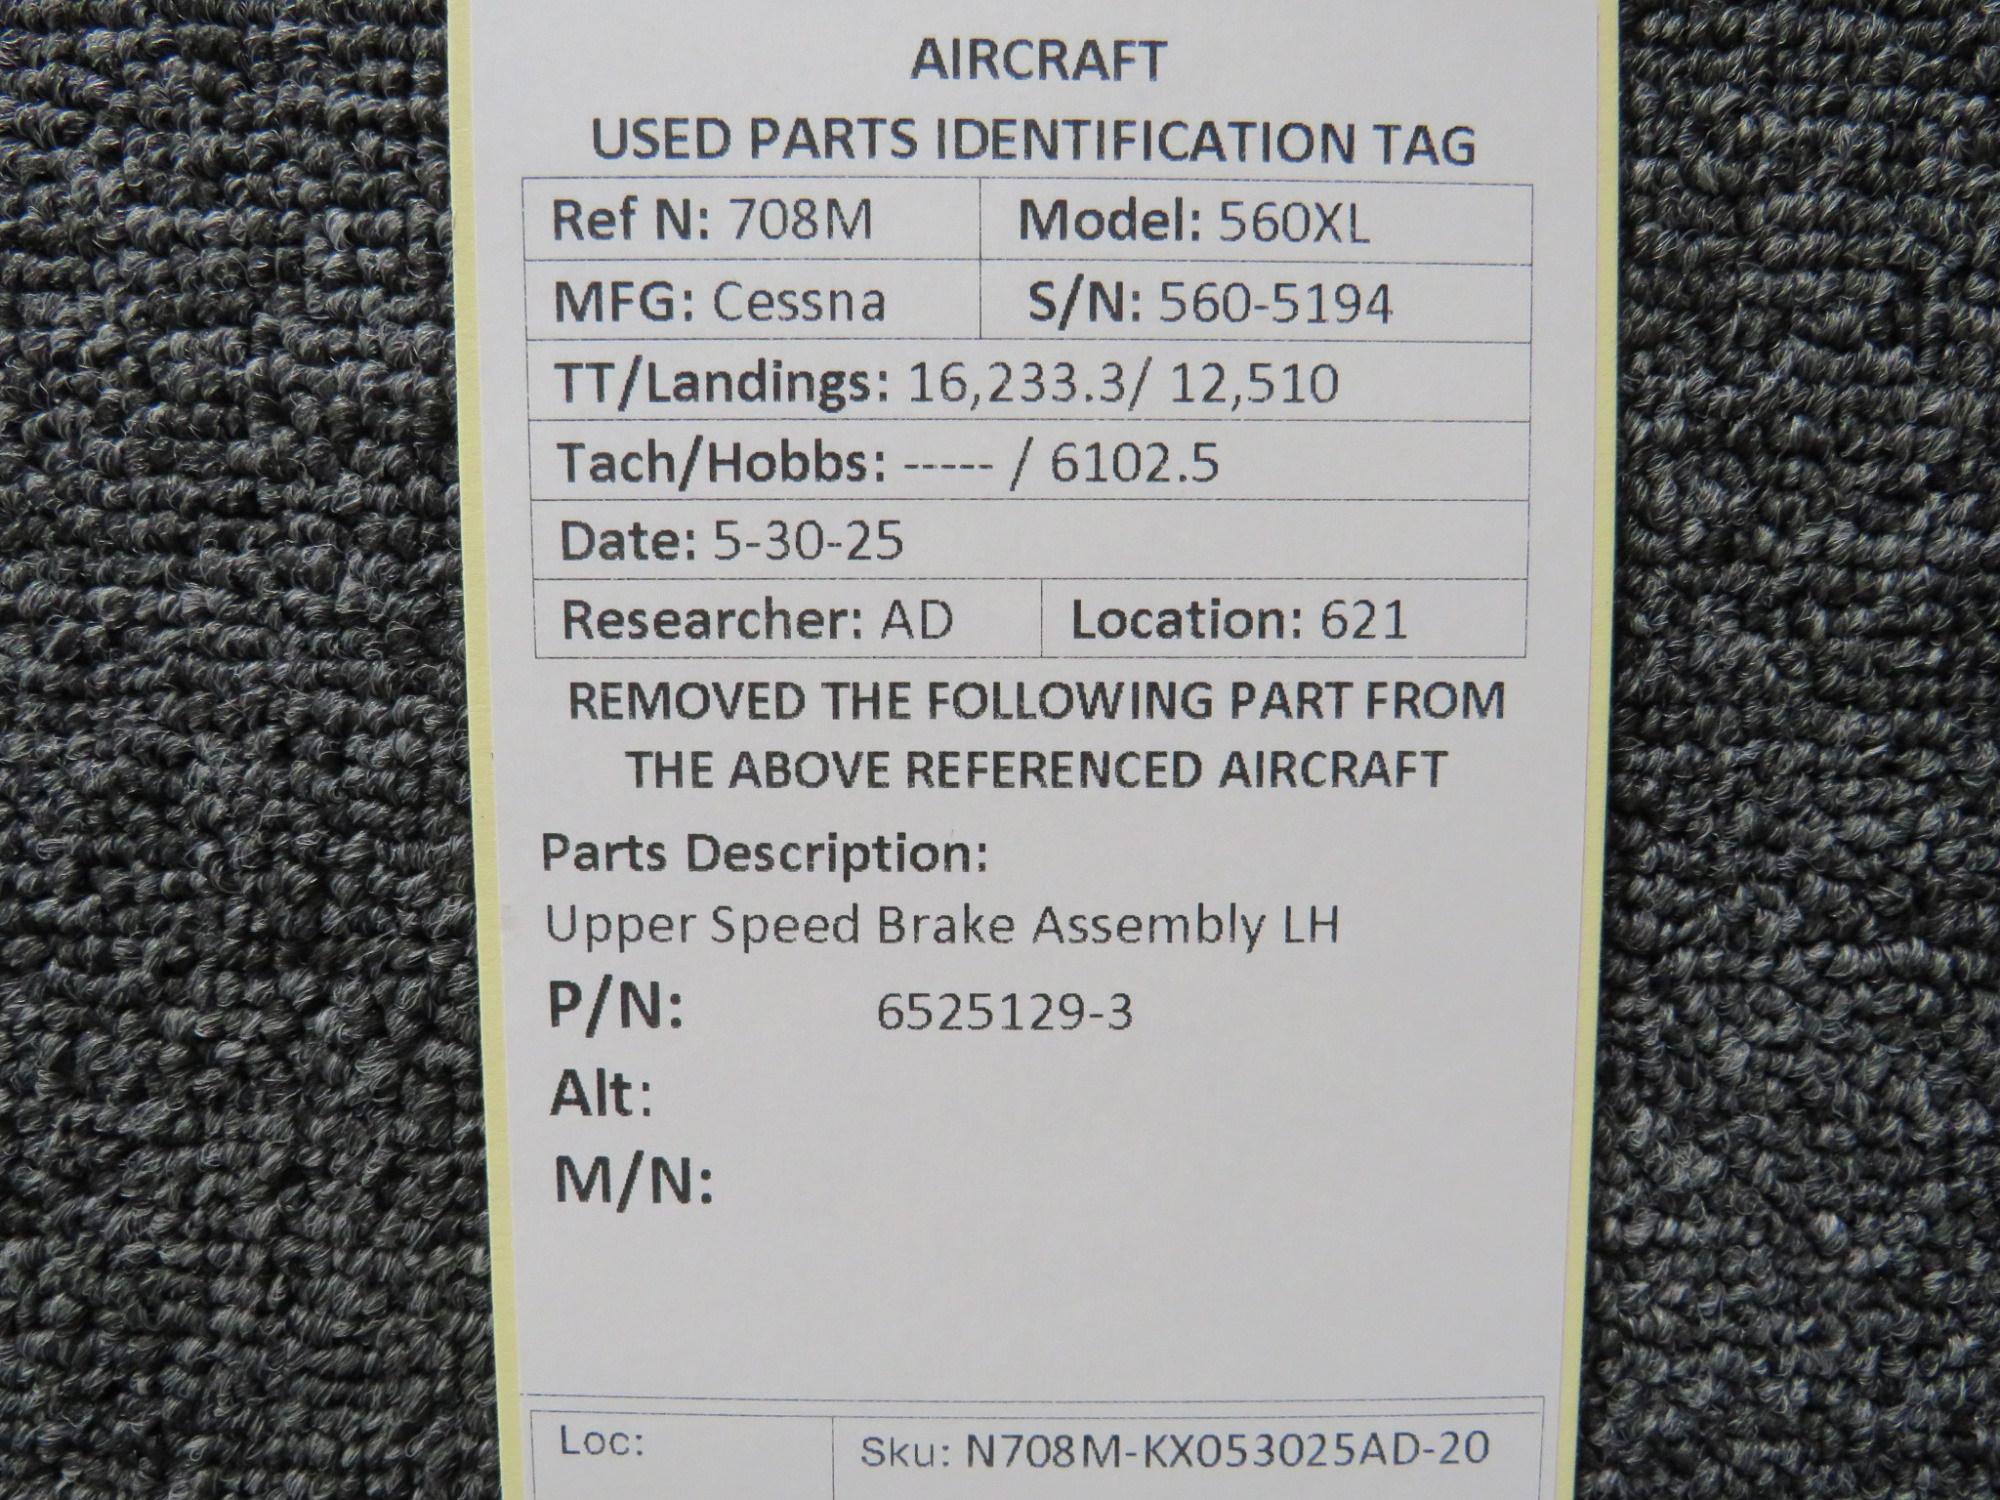 AIRCRAFT
USED PARTS IDENTIFICATION TAG
Ref N: 708M Model: 560XL
MFG: Cessna S/N: 560-5194
TT/Landings: 16,233.3/ 12,510
Tach/Hobbs: ----- / 6102.5
Date: 5-30-25
Researcher: AD Location: 621
REMOVED THE FOLLOWING PART FROM
THE ABOVE REFERENCED AIRCRAFT
Parts Description:
Upper Speed Brake Assembly LH
P/N: 6525129-3
Alt:
M/N:
Loc: Sku: N708M-KX053025AD-20